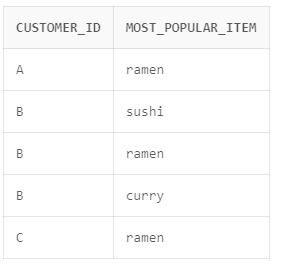 CUSTOMER_ID MOST_POPULAR_ITEM
A ramen
B sushi
B ramen
B curry
C ramen